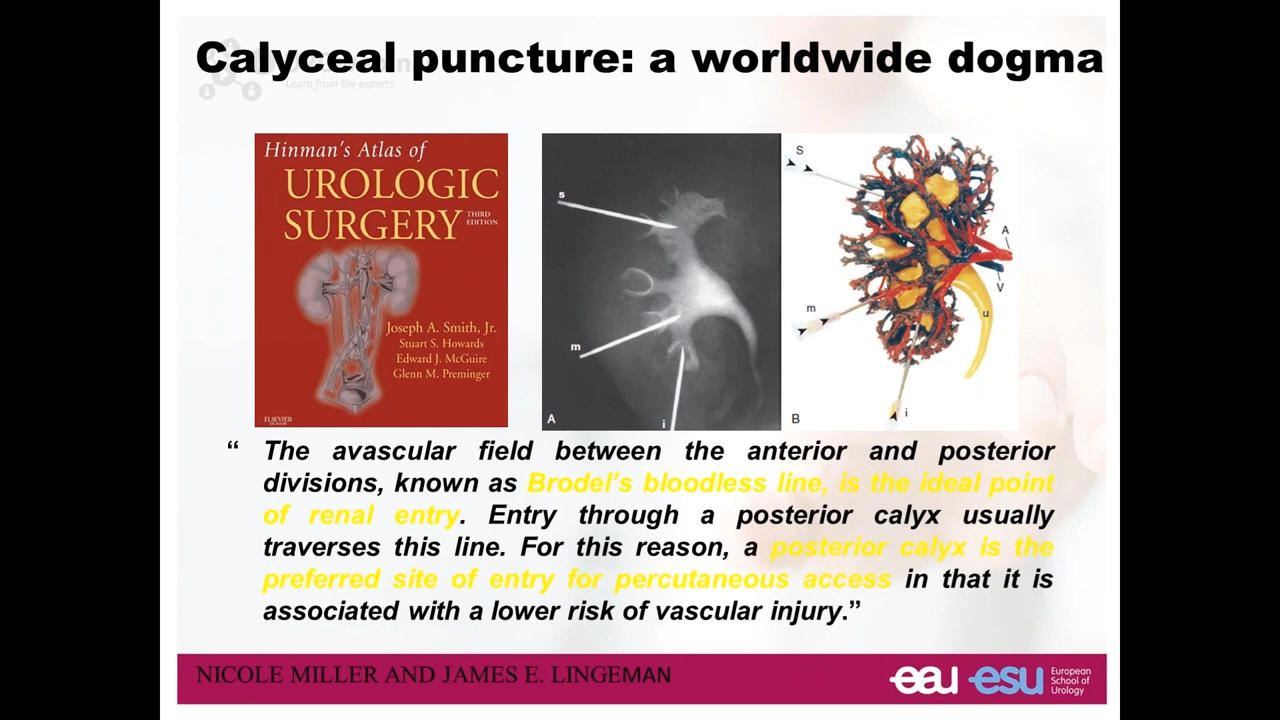 Calyceal puncture: a worldwide dogma
Learn from the experts
Hinman's Atlas of
UROLOGIC
SURGERY THIRD EDITION
Joseph A. Smith, Jr.
Stuart S. Howards
Edward J. McGuire
Glenn M. Preminger
ELSEVIER
s
m
i
A
S
A
V
m
u
i
B
“ The avascular field between the anterior and posterior
divisions, known as Brodel’s bloodless line, is the ideal point
of renal entry. Entry through a posterior calyx usually
traverses this line. For this reason, a posterior calyx is the
preferred site of entry for percutaneous access in that it is
associated with a lower risk of vascular injury.”
NICOLE MILLER AND JAMES E. LINGEMAN
eau esu European
School of
Urology